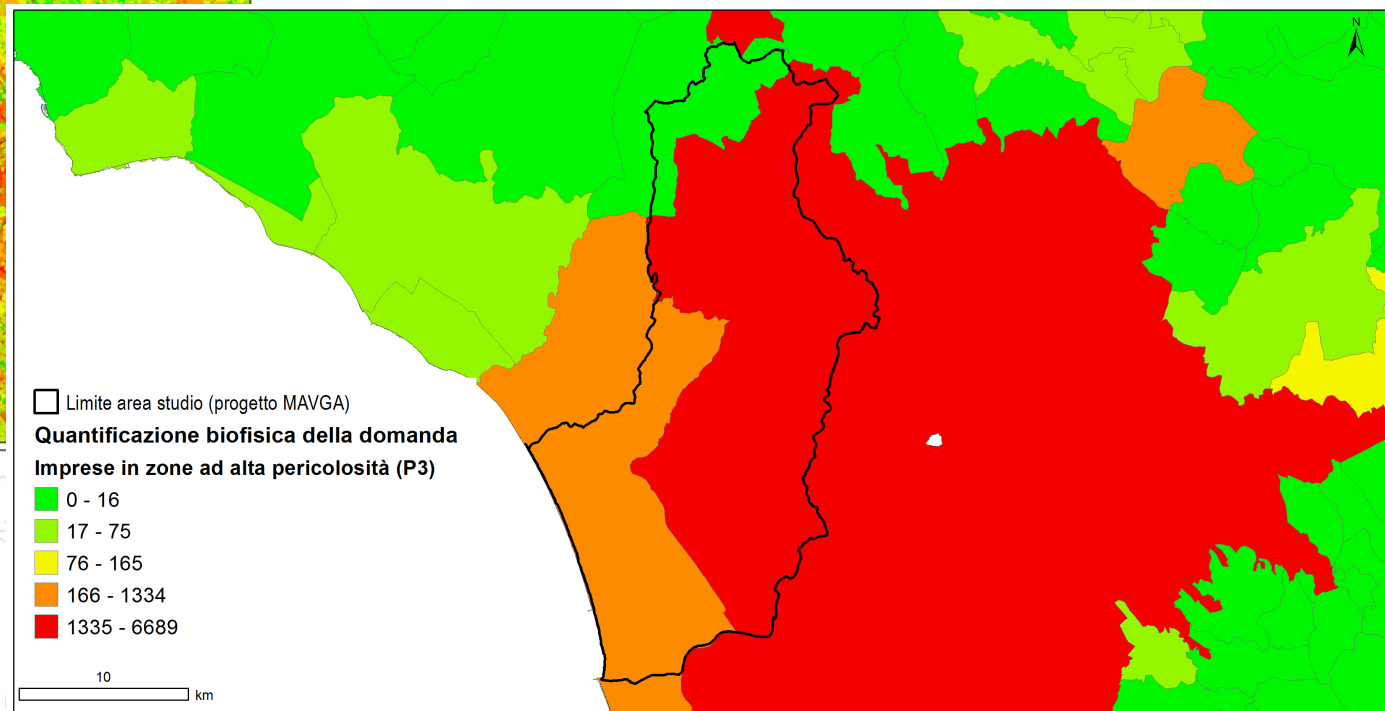 N
Limite area studio (progetto MAVGA)
Quantificazione biofisica della domanda
Imprese in zone ad alta pericolosità (P3)
0 - 16
17 - 75
76 - 165
166 - 1334
1335 - 6689
10
km